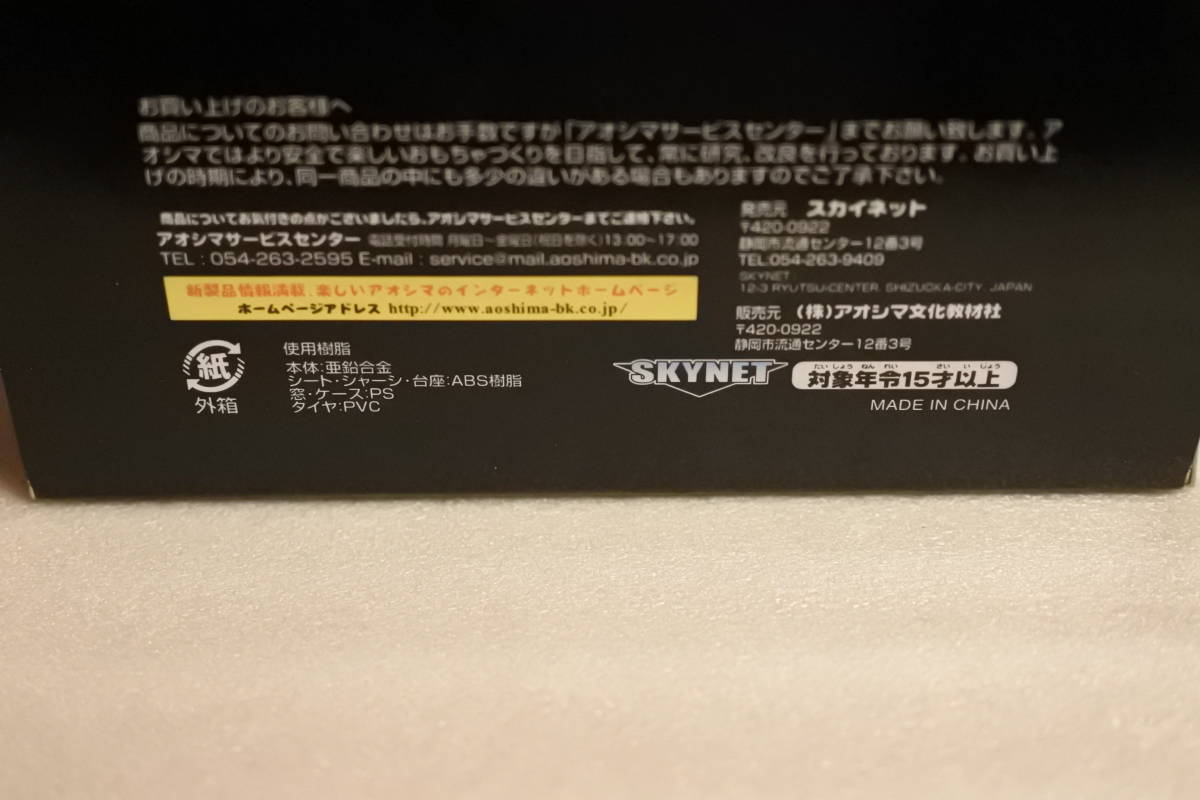 お買い上げのお客様へ
商品についてのお問い合わせはお手数ですが「アオシマサービスセンター」までお願い致します。ア
オシマではより安全で楽しいおもちゃづくりを目指して、常に研究、改良を行っております。お買い上
げの時期により、同一商品の中にも多少の違いがある場合もありますのでご了承下さい。
商品についてお気付きの点がございましたら、アオシマサービスセンターまでご連絡下さい。
アオシマサービスセンター 電話受付時間 月曜日~金曜日(祝日を除く)13:00~17:00
TEL : 054-263-2595 E-mail : service@mail.aoshima-bk.co.jp
新製品情報満載、楽しいアオシマのインターネットホームページ
ホームページアドレス http://www.aoshima-bk.co.jp/
発売元 スカイネット
〒420-0922
静岡市流通センター12番3号
TEL:054-263-9409
SKYNET
12-3 RYUTSU-CENTER, SHIZUOKA-CITY, JAPAN
販売元 (株)アオシマ文化教材社
〒420-0922
静岡市流通センター12番3号
紙
外箱
使用樹脂
本体:亜鉛合金
シート・シャーシ・台座:ABS樹脂
窓・ケース:PS
タイヤ:PVC
SKYNET
たいしょう ねん れい さい い じょう
対象年令15才以上
MADE IN CHINA